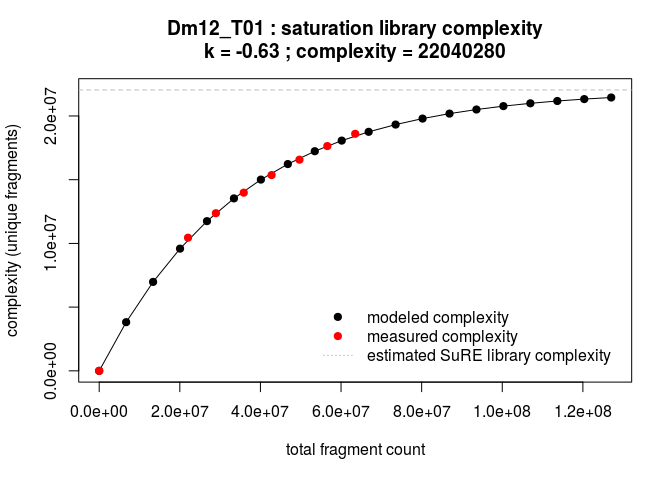 Dm12_T01 : saturation library complexity
k = -0.63 ; complexity = 22040280
complexity (unique fragments)
2.0e+07
1.0e+07
0.0e+00
modeled complexity
measured complexity
estimated SuRE library complexity
0.0e+00 2.0e+07 4.0e+07 6.0e+07 8.0e+07 1.0e+08 1.2e+08
total fragment count